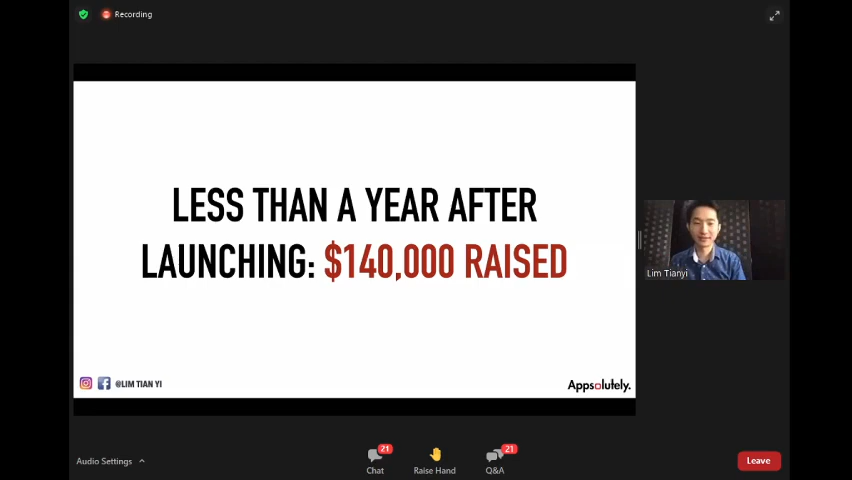 Recording
LESS THAN A YEAR AFTER
LAUNCHING: $140,000 RAISED
Lim Tianyi
@LIM TIAN YI
Appsolutely.
Audio Settings
21
Chat
Raise Hand
21
Q&A
Leave